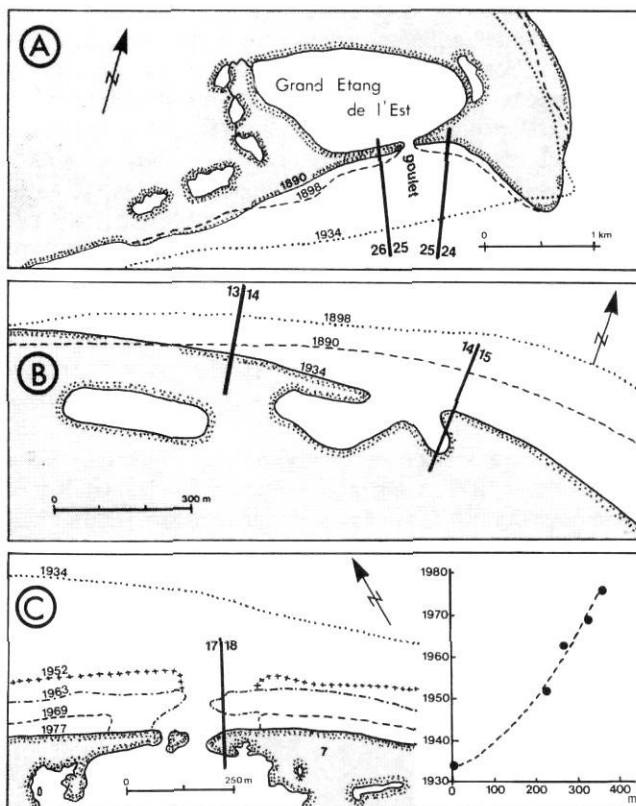 A
N
Grand Etang
de l'Est
goulet
1890
1898
1934
26 25
25 24
0
1 km
B
13 14
1898
N
1890
14 15
1934
0
300 m
C
1934
N
17 18
1952
1963
1969
1977
7
0
250 m
1980
1970
1960
1950
1940
1930
0
200
400
m